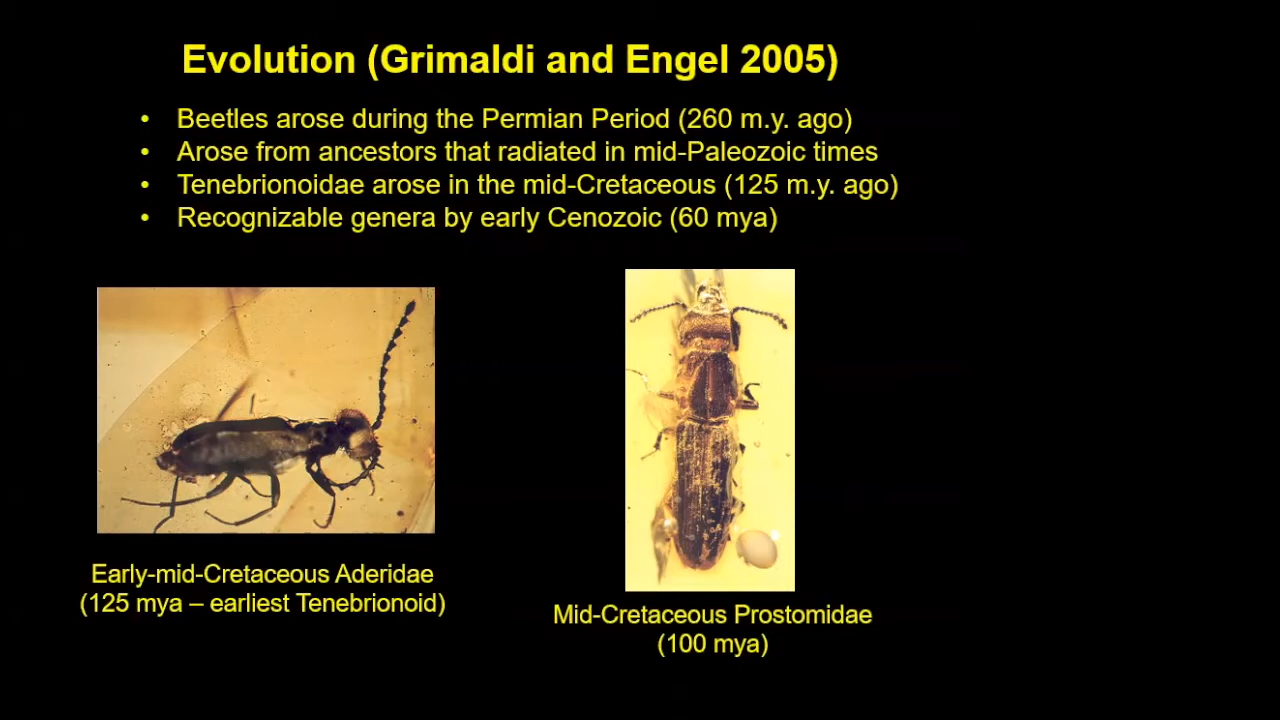 Evolution (Grimaldi and Engel 2005)
• Beetles arose during the Permian Period (260 m.y. ago)
• Arose from ancestors that radiated in mid-Paleozoic times
• Tenebrionoidae arose in the mid-Cretaceous (125 m.y. ago)
• Recognizable genera by early Cenozoic (60 mya)
Early-mid-Cretaceous Aderidae
(125 mya – earliest Tenebrionoid)
Mid-Cretaceous Prostomidae
(100 mya)